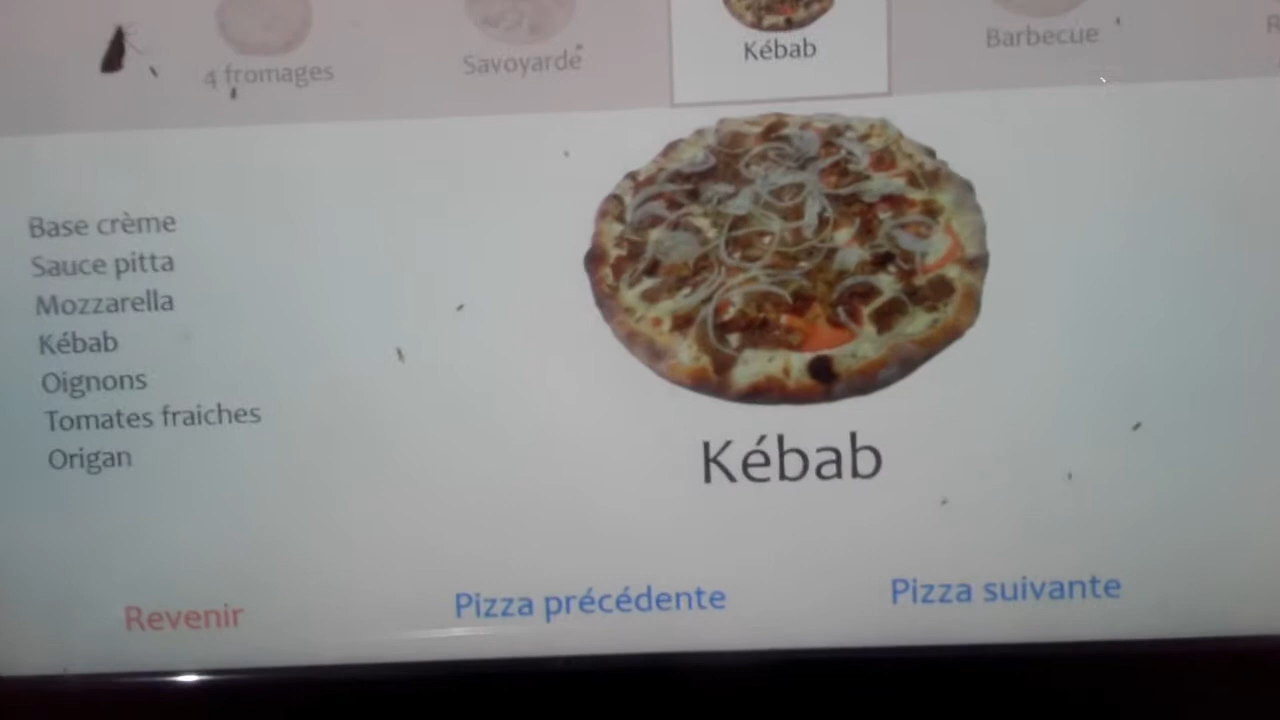 4 fromages
Savoyarde
Kébab
Barbecue
Base crème
Sauce pitta
Mozzarella
Kébab
Oignons
Tomates fraiches
Origan
Kébab
Revenir
Pizza précédente
Pizza suivante